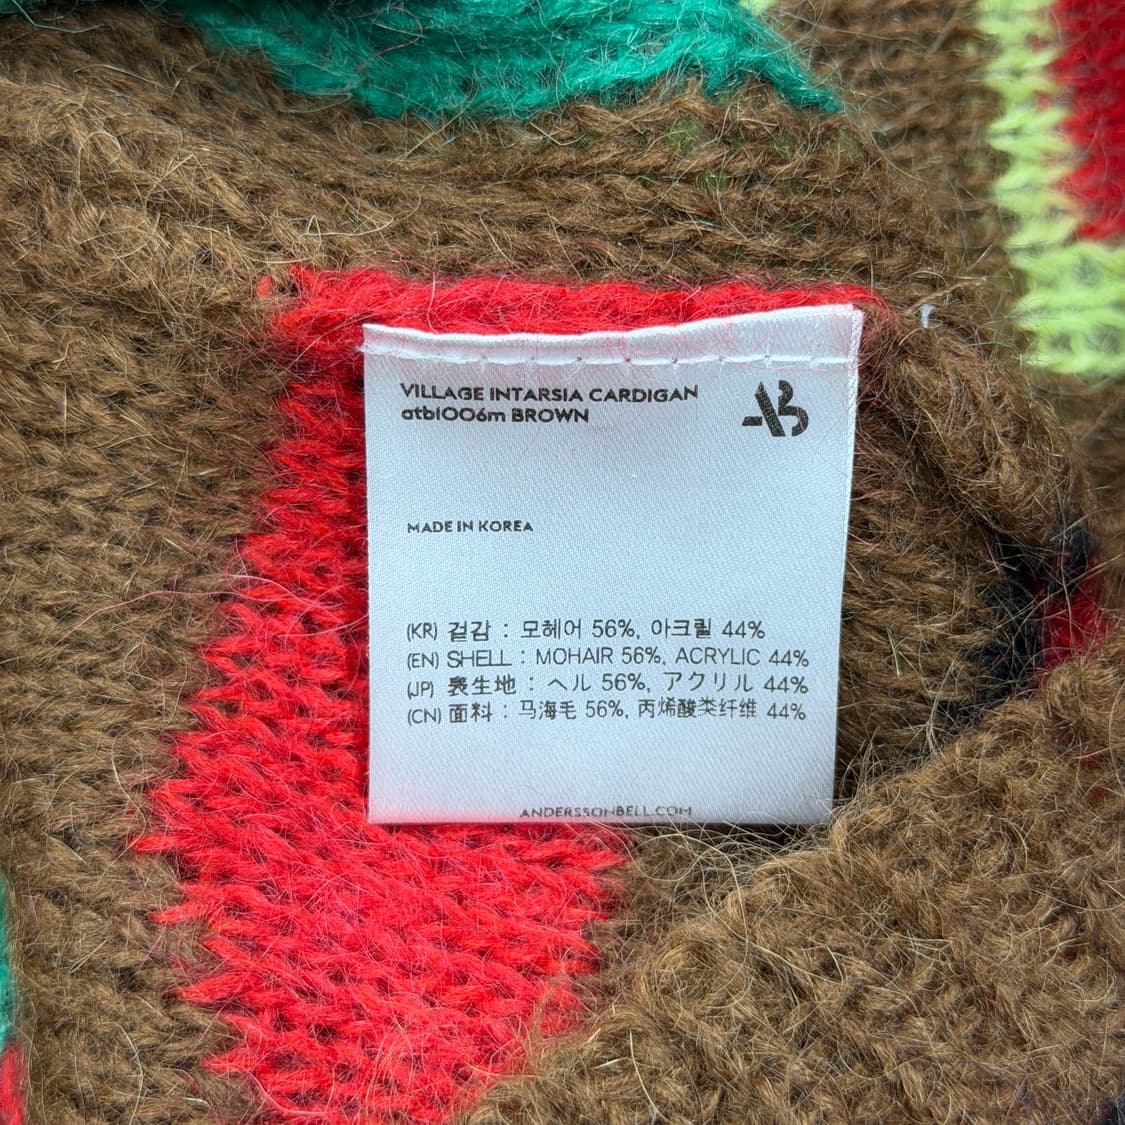 VILLAGE INTARSIA CARDIGAN
atb1006m BROWN
AB
MADE IN KOREA
(KR) 겉감 : 모헤어 56%, 아크릴 44%
(EN) SHELL : MOHAIR 56%, ACRYLIC 44%
(JP) 裏生地 : ヘル 56%, アクリル 44%
(CN) 面料 : 马海毛 56%, 丙烯酸类纤维 44%
ANDERSSONBELL.COM